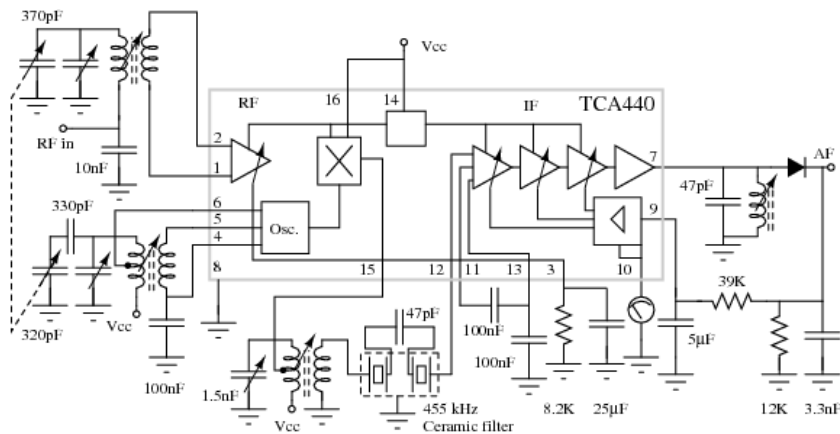 370pF
Vcc
RF
16
14
IF
TCA440
RF in
2
7
AF
10nF
1
47pF
330pF
6
5
Osc.
9
4
8
15
12
11
13
3
10
39K
Vcc
320pF
47pF
100nF
5µF
100nF
100nF
1.5nF
Vcc
455 kHz
Ceramic filter
8.2K
25µF
12K
3.3nF